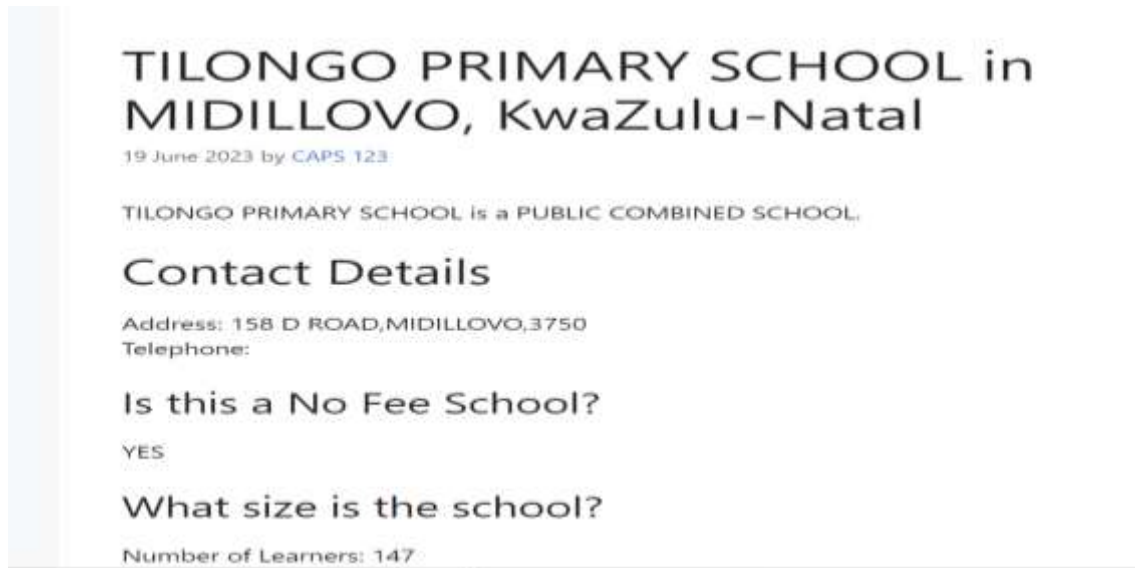 TILONGO PRIMARY SCHOOL in
MIDILLOVO, KwaZulu-Natal
19 June 2023 by CAPS 123
TILONGO PRIMARY SCHOOL is a PUBLIC COMBINED SCHOOL.
Contact Details
Address: 158 D ROAD,MIDILLOVO,3750
Telephone:
Is this a No Fee School?
YES
What size is the school?
Number of Learners: 147